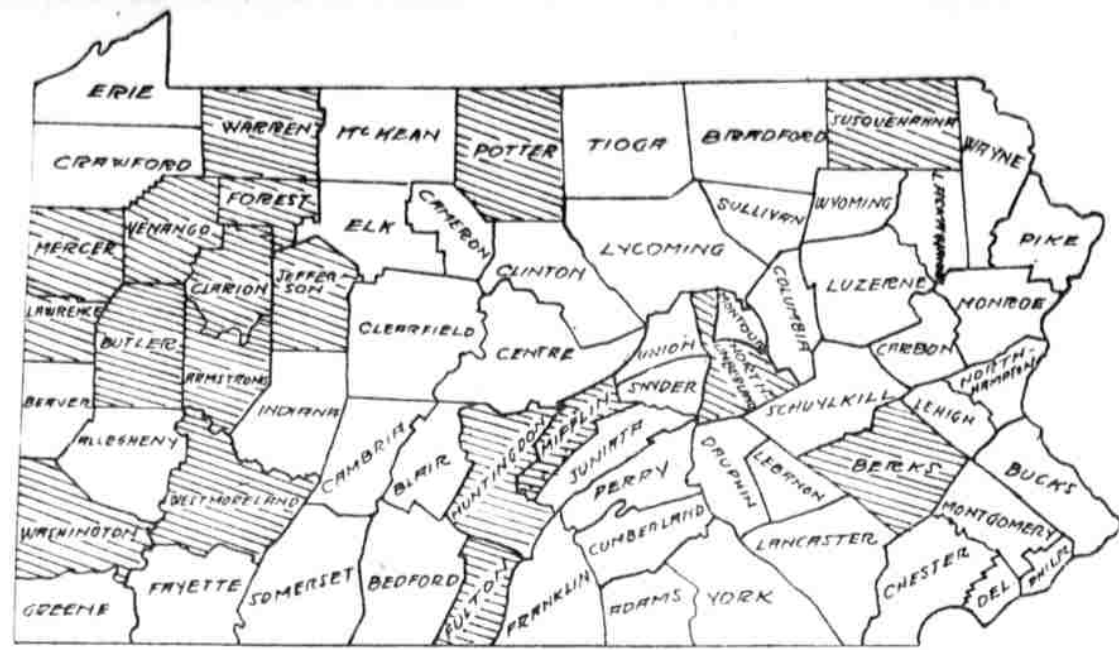 ERIE
WARREN
McKEAN
POTTER
TIOGA
BRADFORD
SUSQUEHANNA
WAYNE
CRAWFORD
FOREST
ELK
CAMERON
SULLIVAN
WYOMING
PIKE
MERCER
VENANGO
CLARION
JEFFER-
SON
CLINTON
LYCOMING
COLUMBIA
LUZERNE
MONROE
LAWRENCE
BUTLER
ARMSTRONG
CLEARFIELD
CENTRE
UNION
MONTOUR
CARBON
NORTH-
HAMPTON
SNYDER
BEAVER
ALLEGHENY
INDIANA
CAMBRIA
BLAIR
HUNTINGDON
MIFFLIN
JUNIATA
PERRY
DAUPHIN
SCHUYLKILL
LEBANON
LEHIGH
BERKS
BUCKS
WASHINGTON
WESTMORELAND
CUMBERLAND
LANCASTER
MONTGOMERY
GREENE
FAYETTE
SOMERSET
BEDFORD
FULTON
FRANKLIN
ADAMS
YORK
CHESTER
DEL